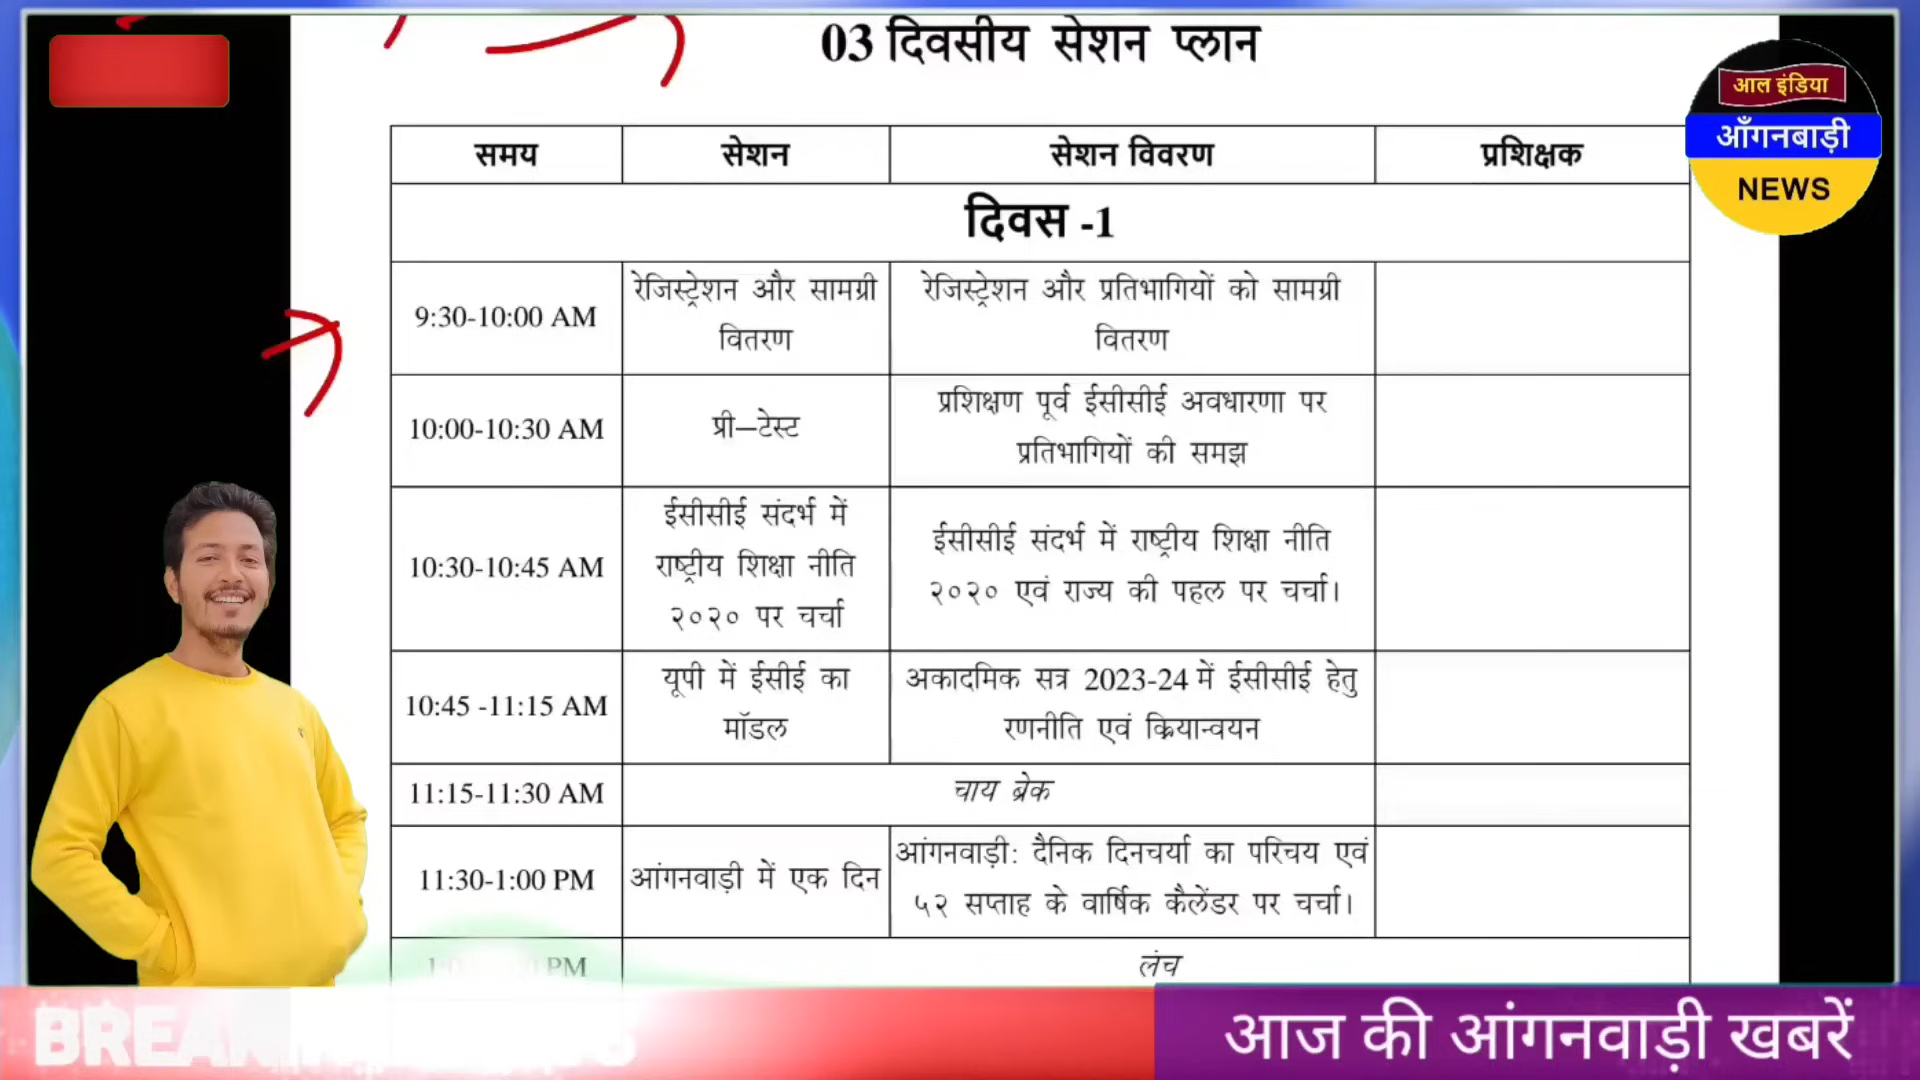 03 दिवसीय सेशन प्लान
आल इंडिया
आँगनबाड़ी
NEWS
समय सेशन सेशन विवरण प्रशिक्षक
दिवस -1
9:30-10:00 AM
रेजिस्ट्रेशन और सामग्री
वितरण
रेजिस्ट्रेशन और प्रतिभागियों को सामग्री
वितरण
10:00-10:30 AM
प्री–टेस्ट
प्रशिक्षण पूर्व ईसीसीई अवधारणा पर
प्रतिभागियों की समझ
10:30-10:45 AM
ईसीसीई संदर्भ में
राष्ट्रीय शिक्षा नीति
२०२० पर चर्चा
ईसीसीई संदर्भ में राष्ट्रीय शिक्षा नीति
२०२० एवं राज्य की पहल पर चर्चा।
10:45 -11:15 AM
यूपी में ईसीई का
मॉडल
अकादमिक सत्र 2023-24 में ईसीसीई हेतु
रणनीति एवं क्रियान्वयन
11:15-11:30 AM
चाय ब्रेक
11:30-1:00 PM
आंगनवाड़ी में एक दिन
आंगनवाड़ी: दैनिक दिनचर्या का परिचय एवं
५२ सप्ताह के वार्षिक कैलेंडर पर चर्चा।
PM
लंच
आज की आंगनवाड़ी खबरें